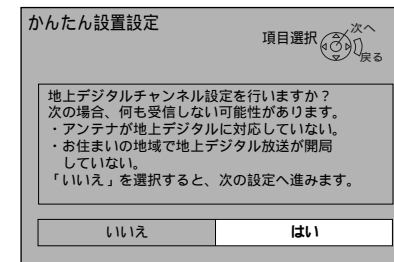 かんたん設置設定
項目選択
次へ
戻る
地上デジタルチャンネル設定を行いますか？
次の場合、何も受信しない可能性があります。
・アンテナが地上デジタルに対応していない。
・お住まいの地域で地上デジタル放送が開局
していない。
「いいえ」を選択すると、次の設定へ進みます。
いいえ
はい